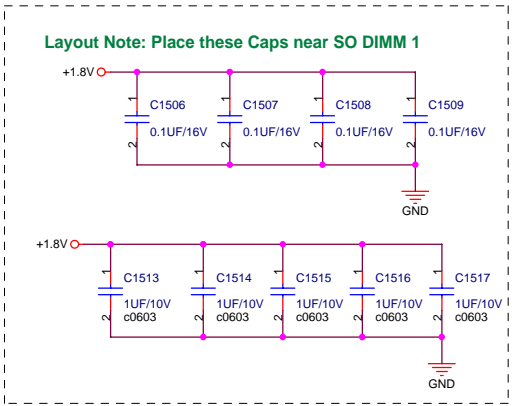 Layout Note: Place these Caps near SO DIMM 1
+1.8V
1 1 1 1
C1506 C1507 C1508 C1509
0.1UF/16V 0.1UF/16V 0.1UF/16V 0.1UF/16V
2 2 2 2
GND
+1.8V
1 1 1 1 1
C1513 C1514 C1515 C1516 C1517
1UF/10V 1UF/10V 1UF/10V 1UF/10V 1UF/10V
2 c0603 2 c0603 2 c0603 2 c0603 2 c0603
GND